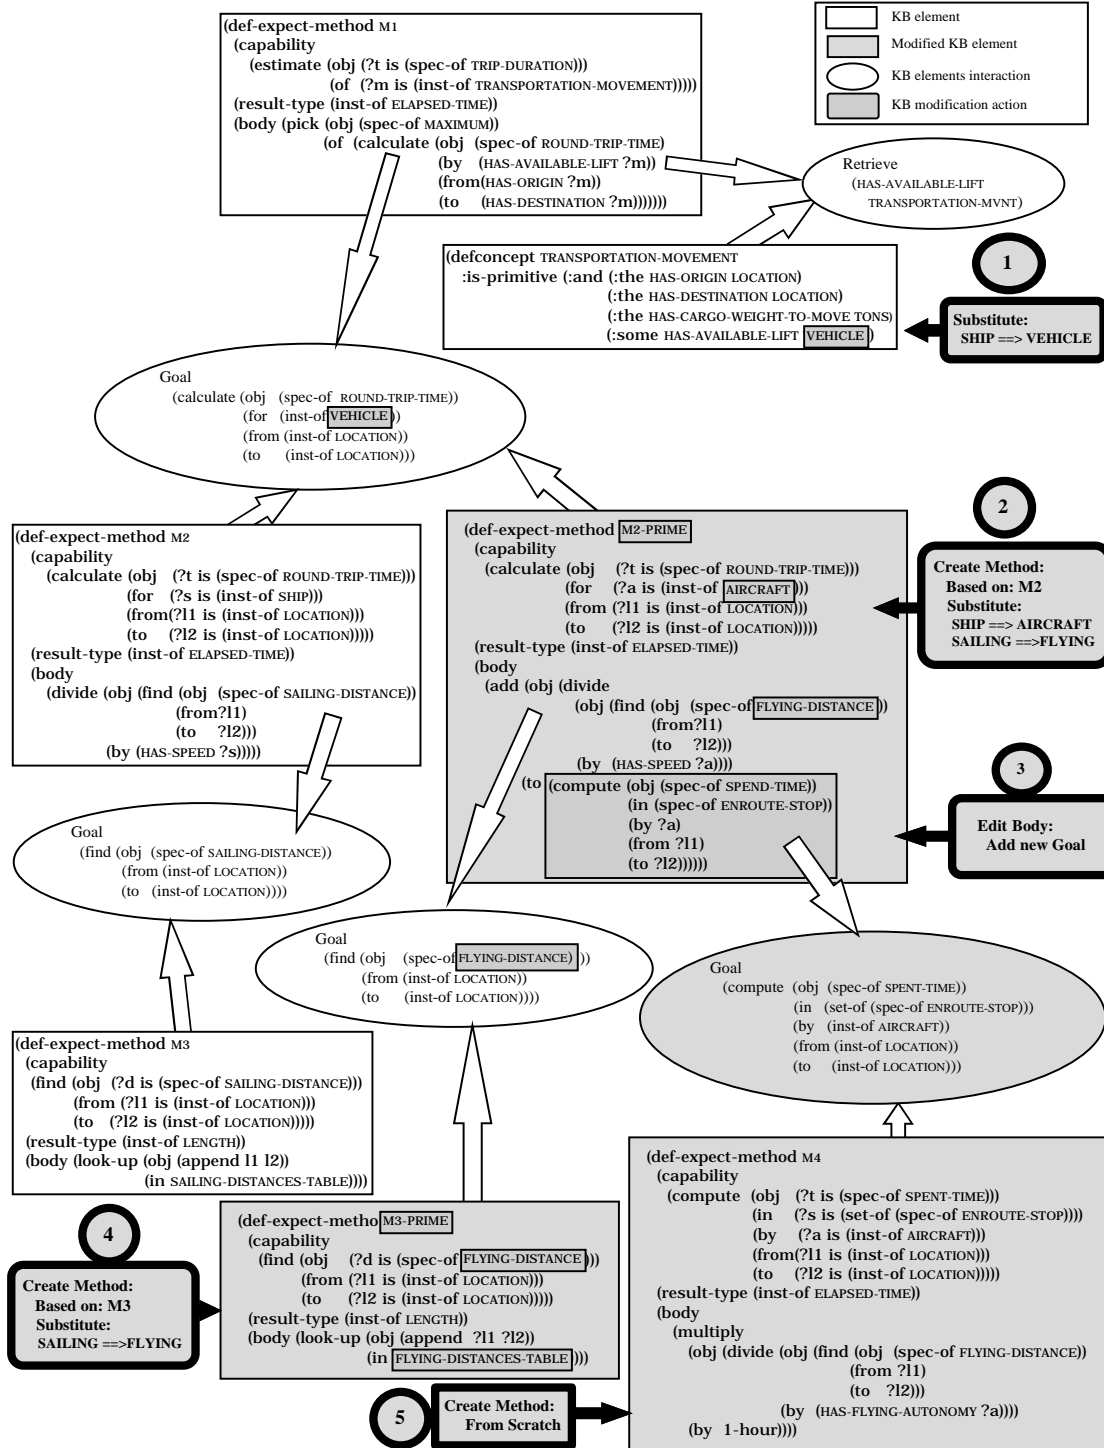 (def-expect-method M1
(capability
(estimate (obj (?t is (spec-of TRIP-DURATION)))
(of (?m is (inst-of TRANSPORTATION-MOVEMENT)))))
(result-type (inst-of ELAPSED-TIME))
(body (pick (obj (spec-of MAXIMUM))
(of (calculate (obj (spec-of ROUND-TRIP-TIME)
(by (HAS-AVAILABLE-LIFT ?m))
(from(HAS-ORIGIN ?m))
(to (HAS-DESTINATION ?m)))))))
KB element
Modified KB element
KB elements interaction
KB modification action
Retrieve
(HAS-AVAILABLE-LIFT
TRANSPORTATION-MVNT)
(defconcept TRANSPORTATION-MOVEMENT
:is-primitive (:and (:the HAS-ORIGIN LOCATION)
(:the HAS-DESTINATION LOCATION)
(:the HAS-CARGO-WEIGHT-TO-MOVE TONS)
(:some HAS-AVAILABLE-LIFT VEHICLE )
1
Substitute:
SHIP ==> VEHICLE
Goal
(calculate (obj (spec-of ROUND-TRIP-TIME))
(for (inst-of VEHICLE ))
(from (inst-of LOCATION))
(to (inst-of LOCATION)))
(def-expect-method M2
(capability
(calculate (obj (?t is (spec-of ROUND-TRIP-TIME)))
(for (?s is (inst-of SHIP)))
(from(?l1 is (inst-of LOCATION)))
(to (?l2 is (inst-of LOCATION)))))
(result-type (inst-of ELAPSED-TIME))
(body
(divide (obj (find (obj (spec-of SAILING-DISTANCE))
(from?l1)
(to ?l2)))
(by (HAS-SPEED ?s)))))
(def-expect-method M2-PRIME
(capability
(calculate (obj (?t is (spec-of ROUND-TRIP-TIME)))
(for (?a is (inst-of AIRCRAFT )))
(from (?l1 is (inst-of LOCATION)))
(to (?l2 is (inst-of LOCATION)))))
(result-type (inst-of ELAPSED-TIME))
(body
(add (obj (divide
(obj (find (obj (spec-of FLYING-DISTANCE ))
(from?l1)
(to ?l2)))
(by (HAS-SPEED ?a))))
(to (compute (obj (spec-of SPEND-TIME))
(in (spec-of ENROUTE-STOP))
(by ?a)
(from ?l1)
(to ?l2))))))
2
Create Method:
Based on: M2
Substitute:
SHIP ==> AIRCRAFT
SAILING ==>FLYING
3
Edit Body:
Add new Goal
Goal
(find (obj (spec-of SAILING-DISTANCE))
(from (inst-of LOCATION))
(to (inst-of LOCATION))))
Goal
(find (obj (spec-of FLYING-DISTANCE) ))
(from (inst-of LOCATION))
(to (inst-of LOCATION))))
Goal
(compute (obj (spec-of SPENT-TIME))
(in (set-of (spec-of ENROUTE-STOP)))
(by (inst-of AIRCRAFT))
(from (inst-of LOCATION))
(to (inst-of LOCATION)))
(def-expect-method M3
(capability
(find (obj (?d is (spec-of SAILING-DISTANCE)))
(from (?l1 is (inst-of LOCATION)))
(to (?l2 is (inst-of LOCATION)))))
(result-type (inst-of LENGTH))
(body (look-up (obj (append l1 l2))
(in SAILING-DISTANCES-TABLE))))
4
Create Method:
Based on: M3
Substitute:
SAILING ==>FLYING
(def-expect-metho M3-PRIME
(capability
(find (obj (?d is (spec-of FLYING-DISTANCE )))
(from (?l1 is (inst-of LOCATION)))
(to (?l2 is (inst-of LOCATION)))))
(result-type (inst-of LENGTH))
(body (look-up (obj (append ?l1 ?l2))
(in FLYING-DISTANCES-TABLE ))))
(def-expect-method M4
(capability
(compute (obj (?t is (spec-of SPENT-TIME)))
(in (?s is (set-of (spec-of ENROUTE-STOP))))
(by (?a is (inst-of AIRCRAFT)))
(from(?l1 is (inst-of LOCATION)))
(to (?l2 is (inst-of LOCATION)))))
(result-type (inst-of ELAPSED-TIME))
(body
(multiply
(obj (divide (obj (find (obj (spec-of FLYING-DISTANCE))
(from ?l1)
(to ?l2)))
(by (HAS-FLYING-AUTONOMY ?a))))
(by 1-hour))))
5
Create Method:
From Scratch